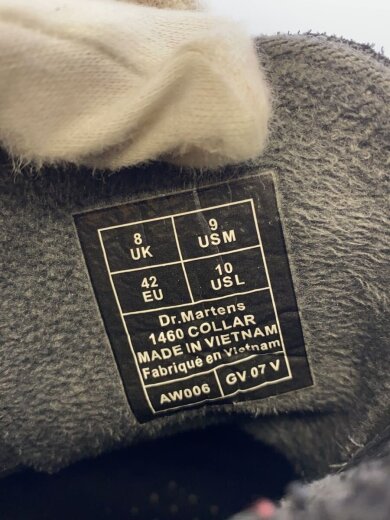 8 UK
9 USM
42 EU
10 USL
Dr.Martens
1460 COLLAR
MADE IN VIETNAM
Fabriqué en Vietnam
AW006
GV 07 V